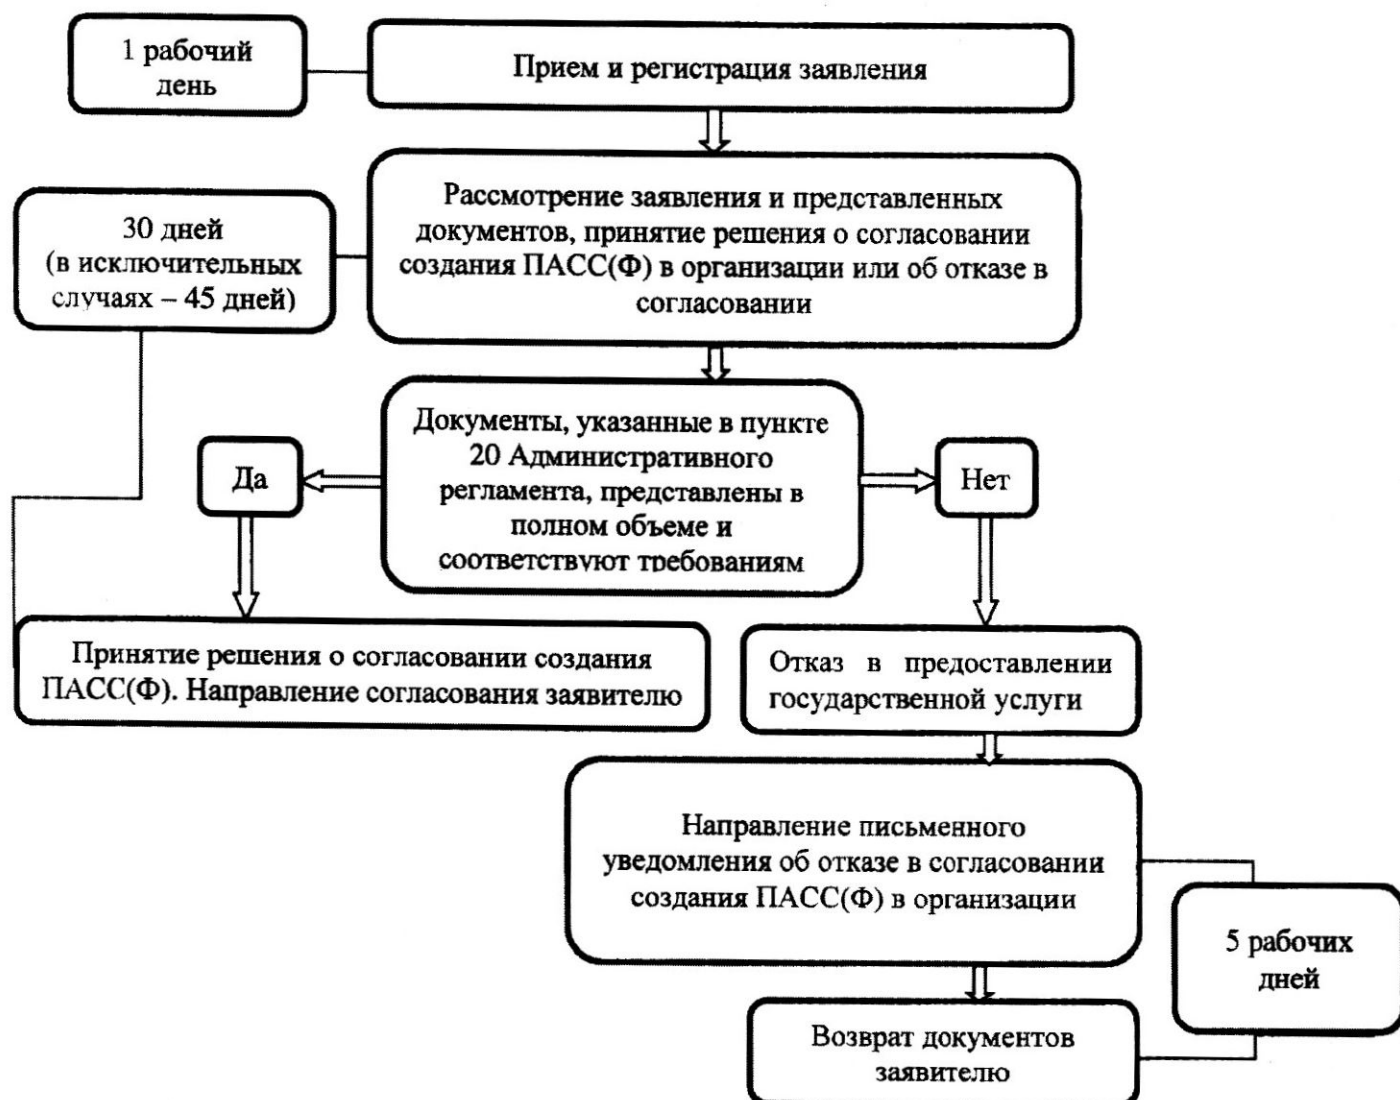 1 рабочий
день
Прием и регистрация заявления
Рассмотрение заявления и представленных
документов, принятие решения о согласовании
создания ПАСС(Ф) в организации или об отказе в
согласовании
30 дней
(в исключительных
случаях – 45 дней)
Документы, указанные в пункте
20 Административного
регламента, представлены в
полном объеме и
соответствуют требованиям
Да
Нет
Принятие решения о согласовании создания
ПАСС(Ф). Направление согласования заявителю
Отказ в предоставлении
государственной услуги
Направление письменного
уведомления об отказе в согласовании
создания ПАСС(Ф) в организации
5 рабочих
дней
Возврат документов
заявителю